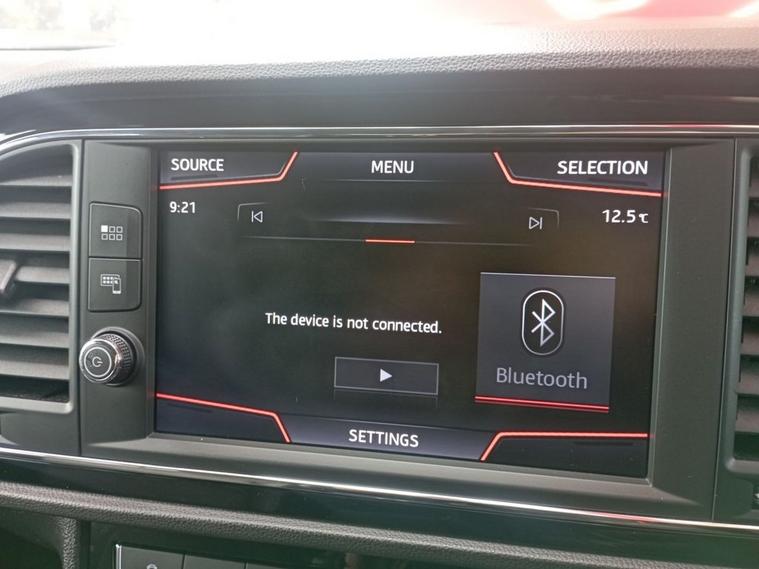 SOURCE
MENU
SELECTION
9:21
12.5℃
The device is not connected.
Bluetooth
SETTINGS